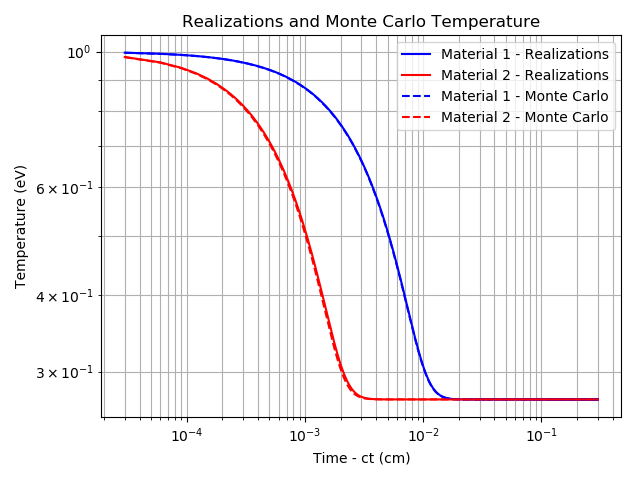 Realizations and Monte Carlo Temperature
Material 1 - Realizations
Material 2 - Realizations
Material 1 - Monte Carlo
Material 2 - Monte Carlo
Temperature (eV)
10⁰
6 × 10⁻¹
4 × 10⁻¹
3 × 10⁻¹
10⁻⁴ 10⁻³ 10⁻² 10⁻¹
Time - ct (cm)